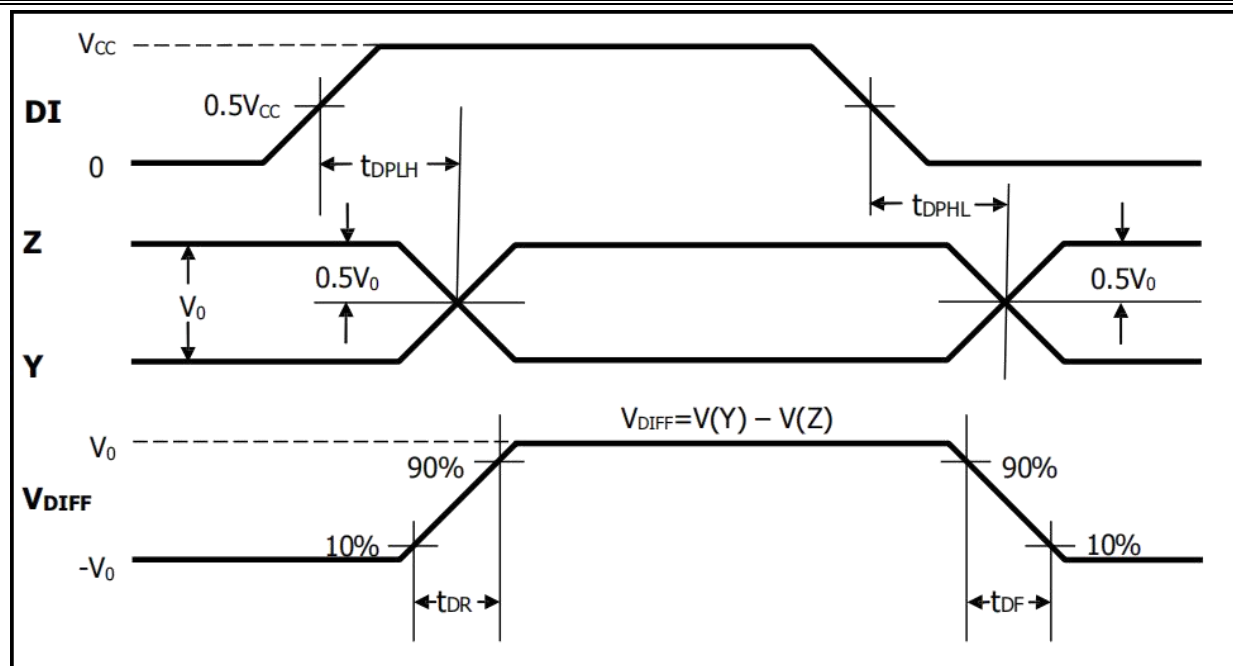 VCC
DI
0.5VCC
0
tDPLH
tDPHL
Z
0.5V0
0.5V0
V0
Y
VDIFF=V(Y) – V(Z)
V0
90%
90%
VDIFF
10%
10%
-V0
tDR
tDF